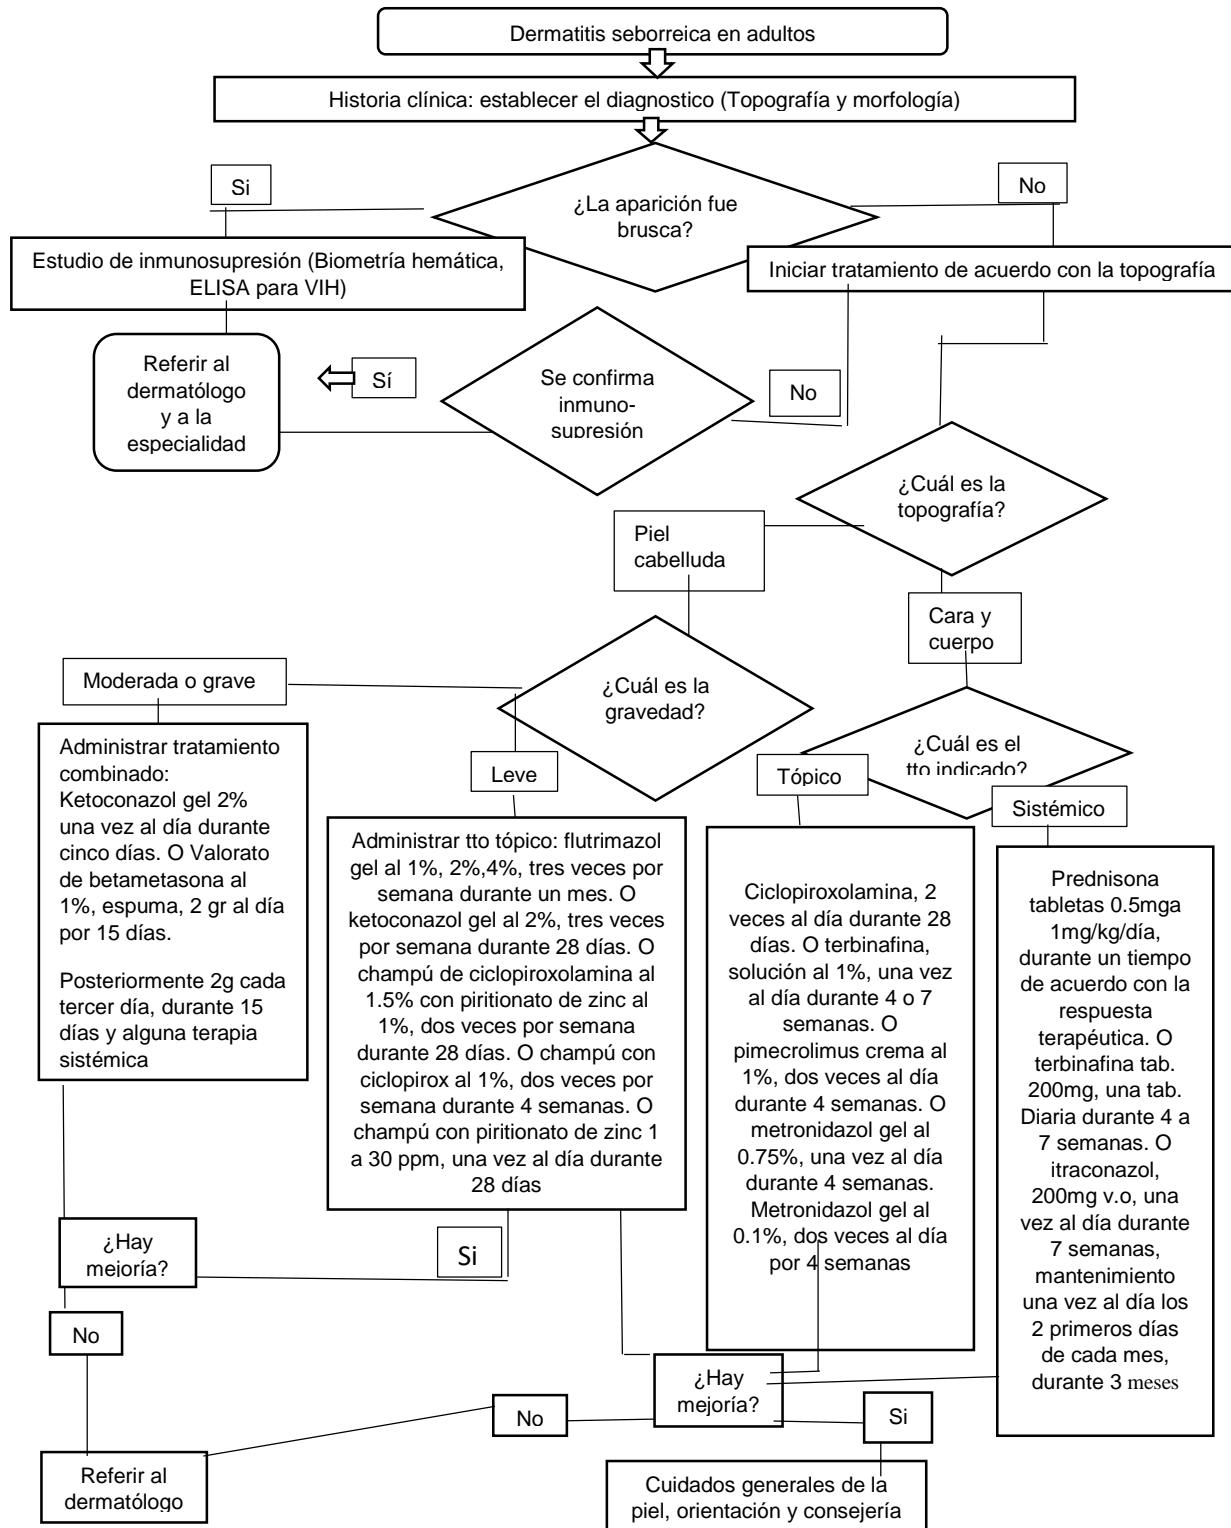 Dermatitis seborreica en adultos
Historia clínica: establecer el diagnostico (Topografía y morfología)
Si
¿La aparición fue
brusca?
No
Estudio de inmunosupresión (Biometría hemática,
ELISA para VIH)
Iniciar tratamiento de acuerdo con la topografía
Referir al
dermatólogo
y a la
especialidad
Sí
Se confirma
inmuno-
supresión
No
¿Cuál es la
topografía?
Piel
cabelluda
Cara y
cuerpo
Moderada o grave
¿Cuál es la
gravedad?
Leve
¿Cuál es el
tto indicado?
Tópico
Sistémico
Administrar tratamiento
combinado:
Ketoconazol gel 2%
una vez al día durante
cinco días. O Valorato
de betametasona al
1%, espuma, 2 gr al día
por 15 días.
Posteriormente 2g cada
tercer día, durante 15
días y alguna terapia
sistémica
Administrar tto tópico: flutrimazol
gel al 1%, 2%,4%, tres veces por
semana durante un mes. O
ketoconazol gel al 2%, tres veces
por semana durante 28 días. O
champú de ciclopiroxolamina al
1.5% con piritionato de zinc al
1%, dos veces por semana
durante 28 días. O champú con
ciclopirox al 1%, dos veces por
semana durante 4 semanas. O
champú con piritionato de zinc 1
a 30 ppm, una vez al día durante
28 días
Ciclopiroxolamina, 2
veces al día durante 28
días. O terbinafina,
solución al 1%, una vez
al día durante 4 o 7
semanas. O
pimecrolimus crema al
1%, dos veces al día
durante 4 semanas. O
metronidazol gel al
0.75%, una vez al día
durante 4 semanas.
Metronidazol gel al
0.1%, dos veces al día
por 4 semanas
Prednisona
tabletas 0.5mga
1mg/kg/día,
durante un tiempo
de acuerdo con la
respuesta
terapéutica. O
terbinafina tab.
200mg, una tab.
Diaria durante 4 a
7 semanas. O
itraconazol,
200mg v.o, una
vez al día durante
7 semanas,
mantenimiento
una vez al día los
2 primeros días
de cada mes,
durante 3 meses
¿Hay
mejoría?
Si
No
¿Hay
mejoría?
No
Si
Referir al
dermatólogo
Cuidados generales de la
piel, orientación y consejería